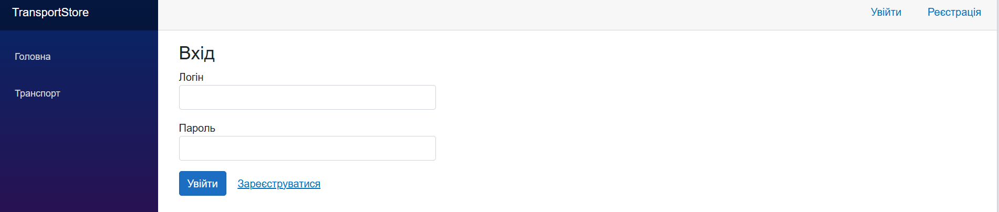 TransportStore
Увійти
Реєстрація
Головна
Транспорт
Вхід
Логін
Пароль
Увійти
Зареєструватися